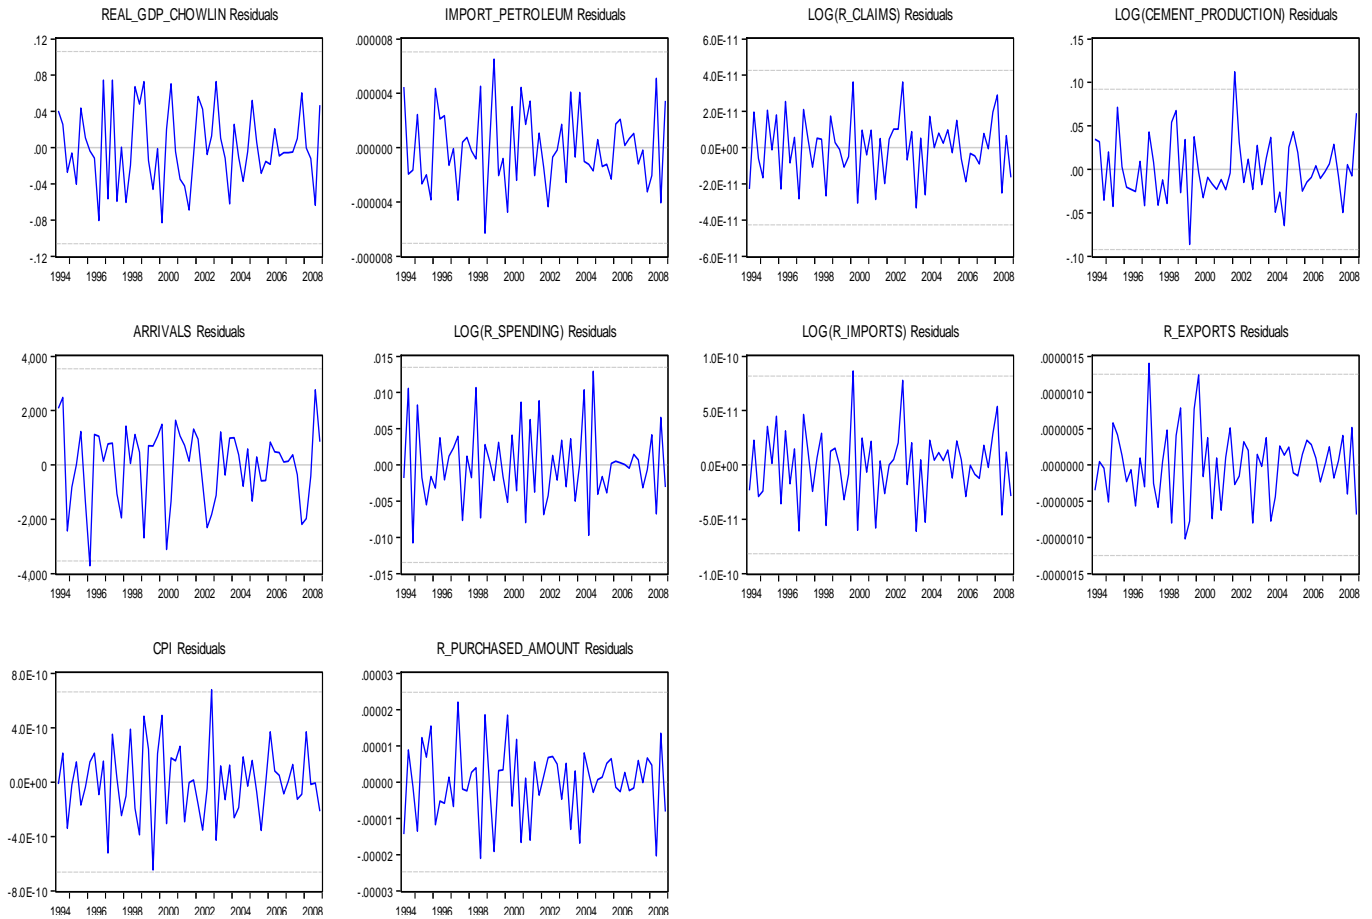 REAL_GDP_CHOWLIN Residuals
.12
.08
.04
.00
-.04
-.08
-.12
1994 1996 1998 2000 2002 2004 2006 2008
IMPORT_PETROLEUM Residuals
.000008
.000004
.000000
-.000004
-.000008
1994 1996 1998 2000 2002 2004 2006 2008
LOG(R_CLAIMS) Residuals
6.0E-11
4.0E-11
2.0E-11
0.0E+00
-2.0E-11
-4.0E-11
-6.0E-11
1994 1996 1998 2000 2002 2004 2006 2008
LOG(CEMENT_PRODUCTION) Residuals
.15
.10
.05
.00
-.05
-.10
1994 1996 1998 2000 2002 2004 2006 2008
ARRIVALS Residuals
4,000
2,000
0
-2,000
-4,000
1994 1996 1998 2000 2002 2004 2006 2008
LOG(R_SPENDING) Residuals
.015
.010
.005
.000
-.005
-.010
-.015
1994 1996 1998 2000 2002 2004 2006 2008
LOG(R_IMPORTS) Residuals
1.0E-10
5.0E-11
0.0E+00
-5.0E-11
-1.0E-10
1994 1996 1998 2000 2002 2004 2006 2008
R_EXPORTS Residuals
.0000015
.0000010
.0000005
.0000000
-.0000005
-.0000010
-.0000015
1994 1996 1998 2000 2002 2004 2006 2008
CPI Residuals
8.0E-10
4.0E-10
0.0E+00
-4.0E-10
-8.0E-10
1994 1996 1998 2000 2002 2004 2006 2008
R_PURCHASED_AMOUNT Residuals
.00003
.00002
.00001
.00000
-.00001
-.00002
-.00003
1994 1996 1998 2000 2002 2004 2006 2008